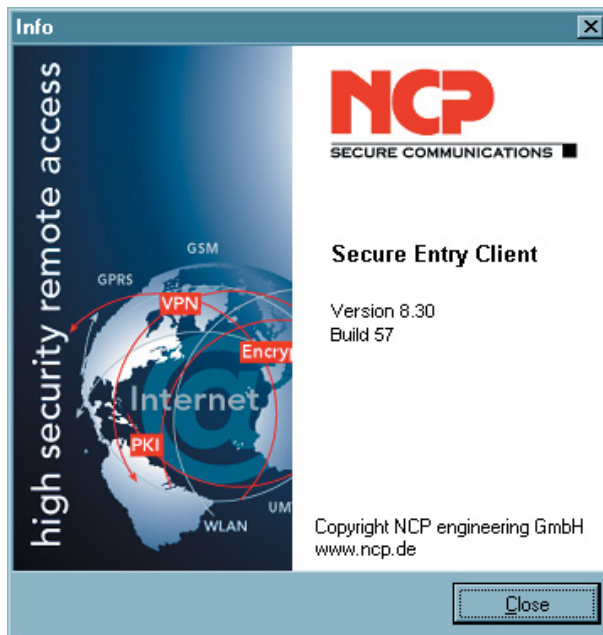 Info
high security remote access
GSM
GPRS
VPN
Encryp
Internet
PKI
UM
WLAN
NCP
SECURE COMMUNICATIONS
Secure Entry Client
Version 8.30
Build 57
Copyright NCP engineering GmbH
www.ncp.de
Close